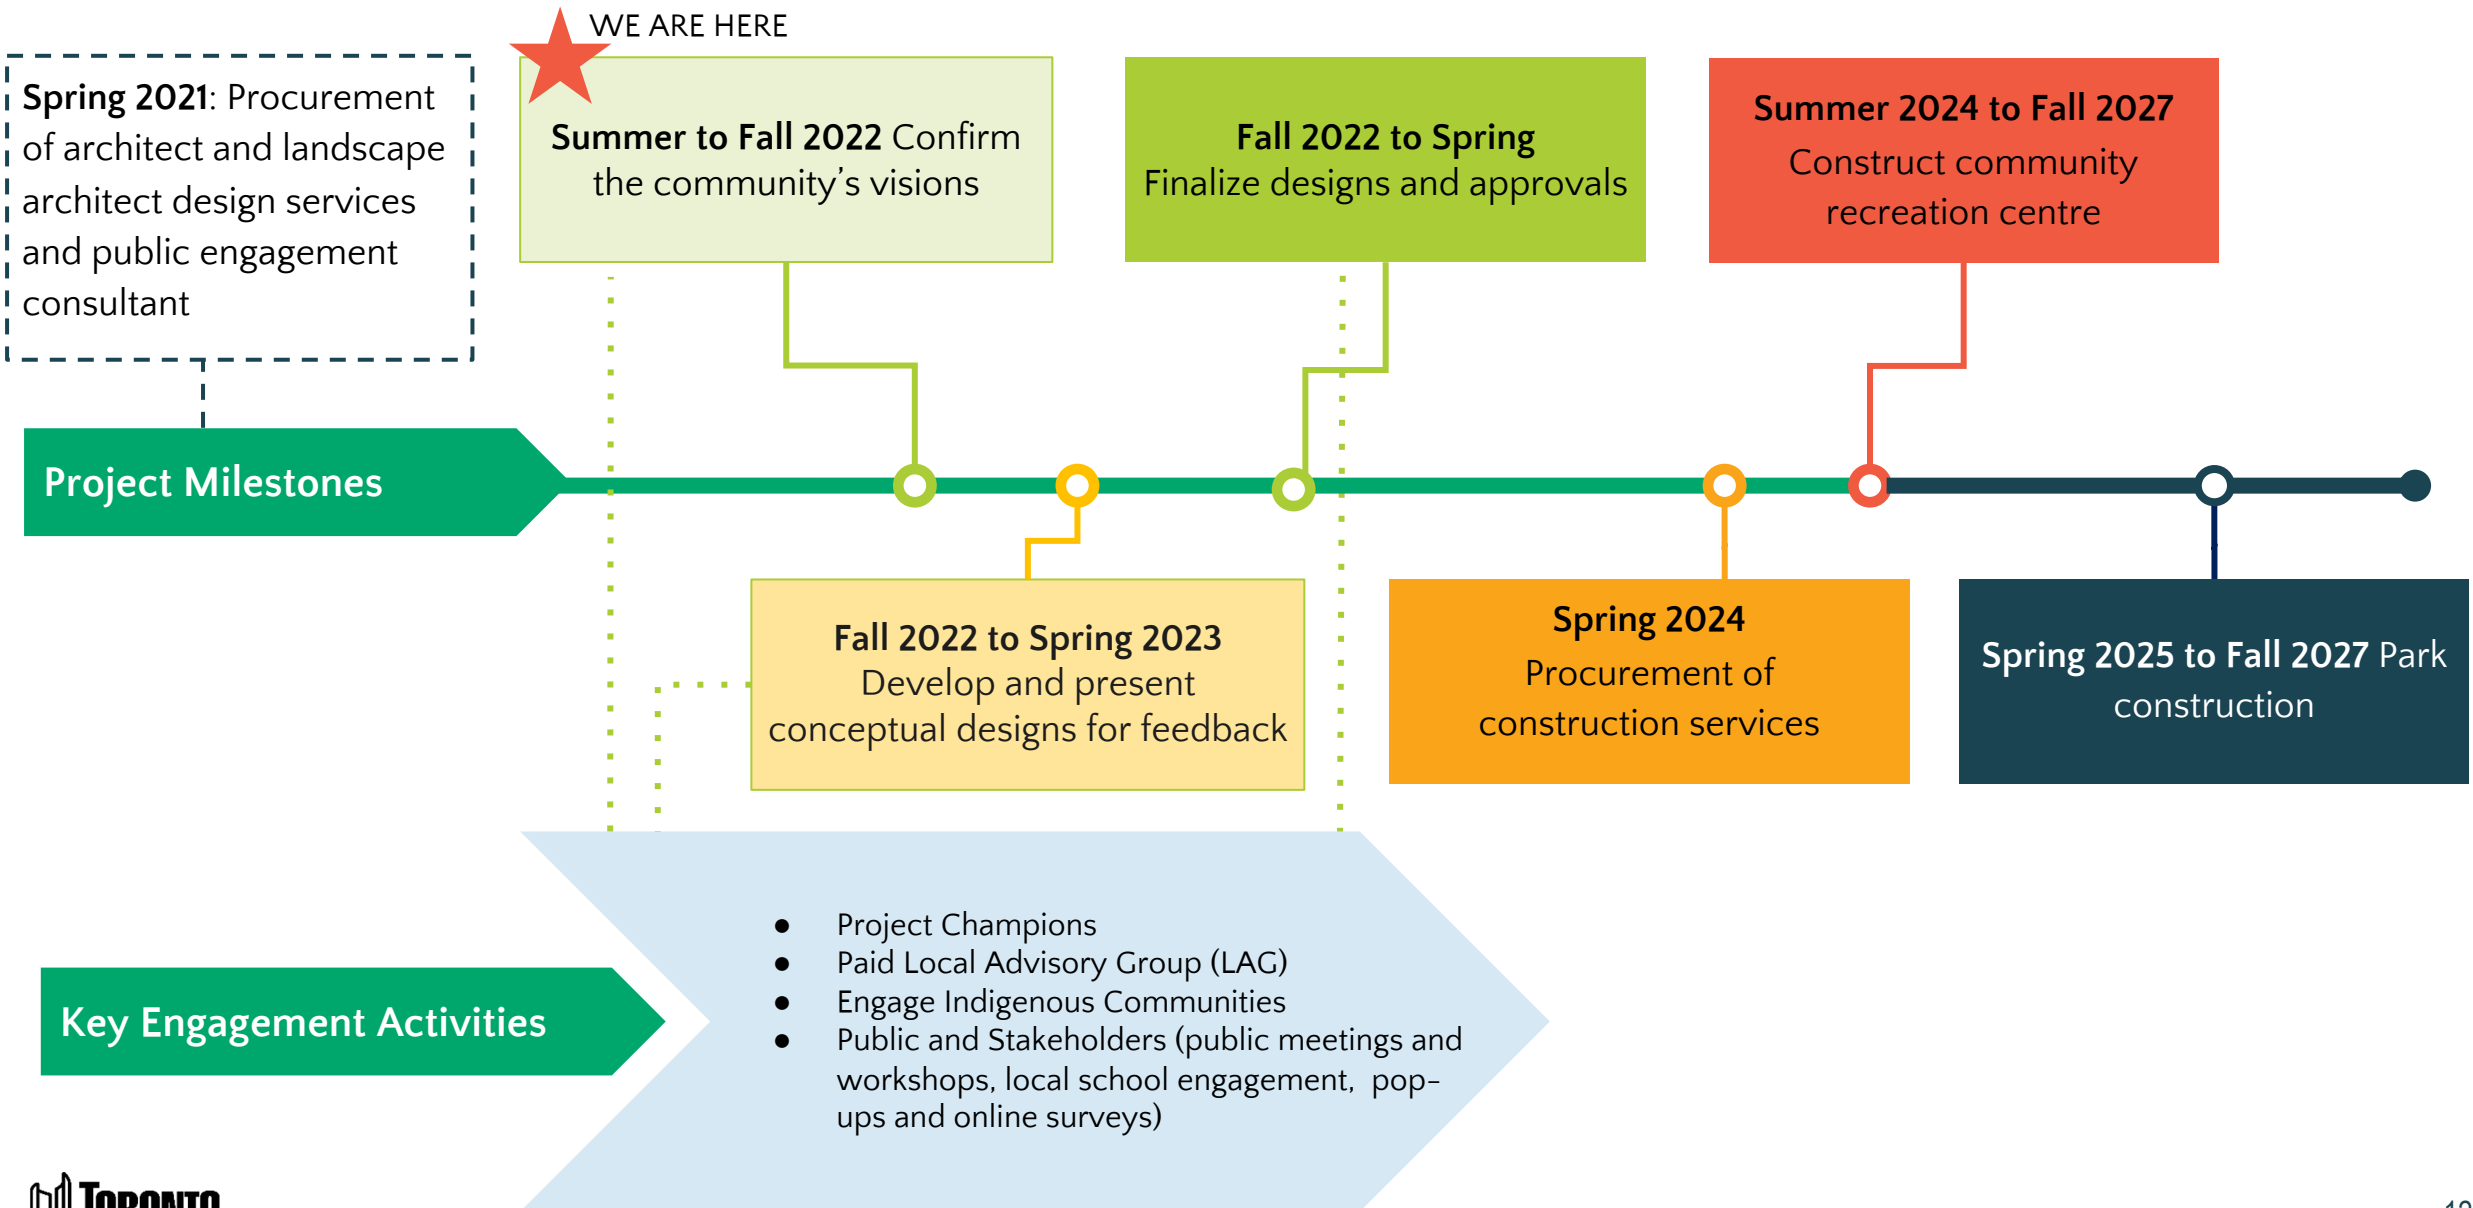 WE ARE HERE
Spring 2021: Procurement
of architect and landscape
architect design services
and public engagement
consultant
Summer to Fall 2022 Confirm
the community's visions
Fall 2022 to Spring
Finalize designs and approvals
Summer 2024 to Fall 2027
Construct community
recreation centre
Project Milestones
Fall 2022 to Spring 2023
Develop and present
conceptual designs for feedback
Spring 2024
Procurement of
construction services
Spring 2025 to Fall 2027 Park
construction
Key Engagement Activities
● Project Champions
● Paid Local Advisory Group (LAG)
● Engage Indigenous Communities
● Public and Stakeholders (public meetings and
workshops, local school engagement, pop-
ups and online surveys)
TORONTO